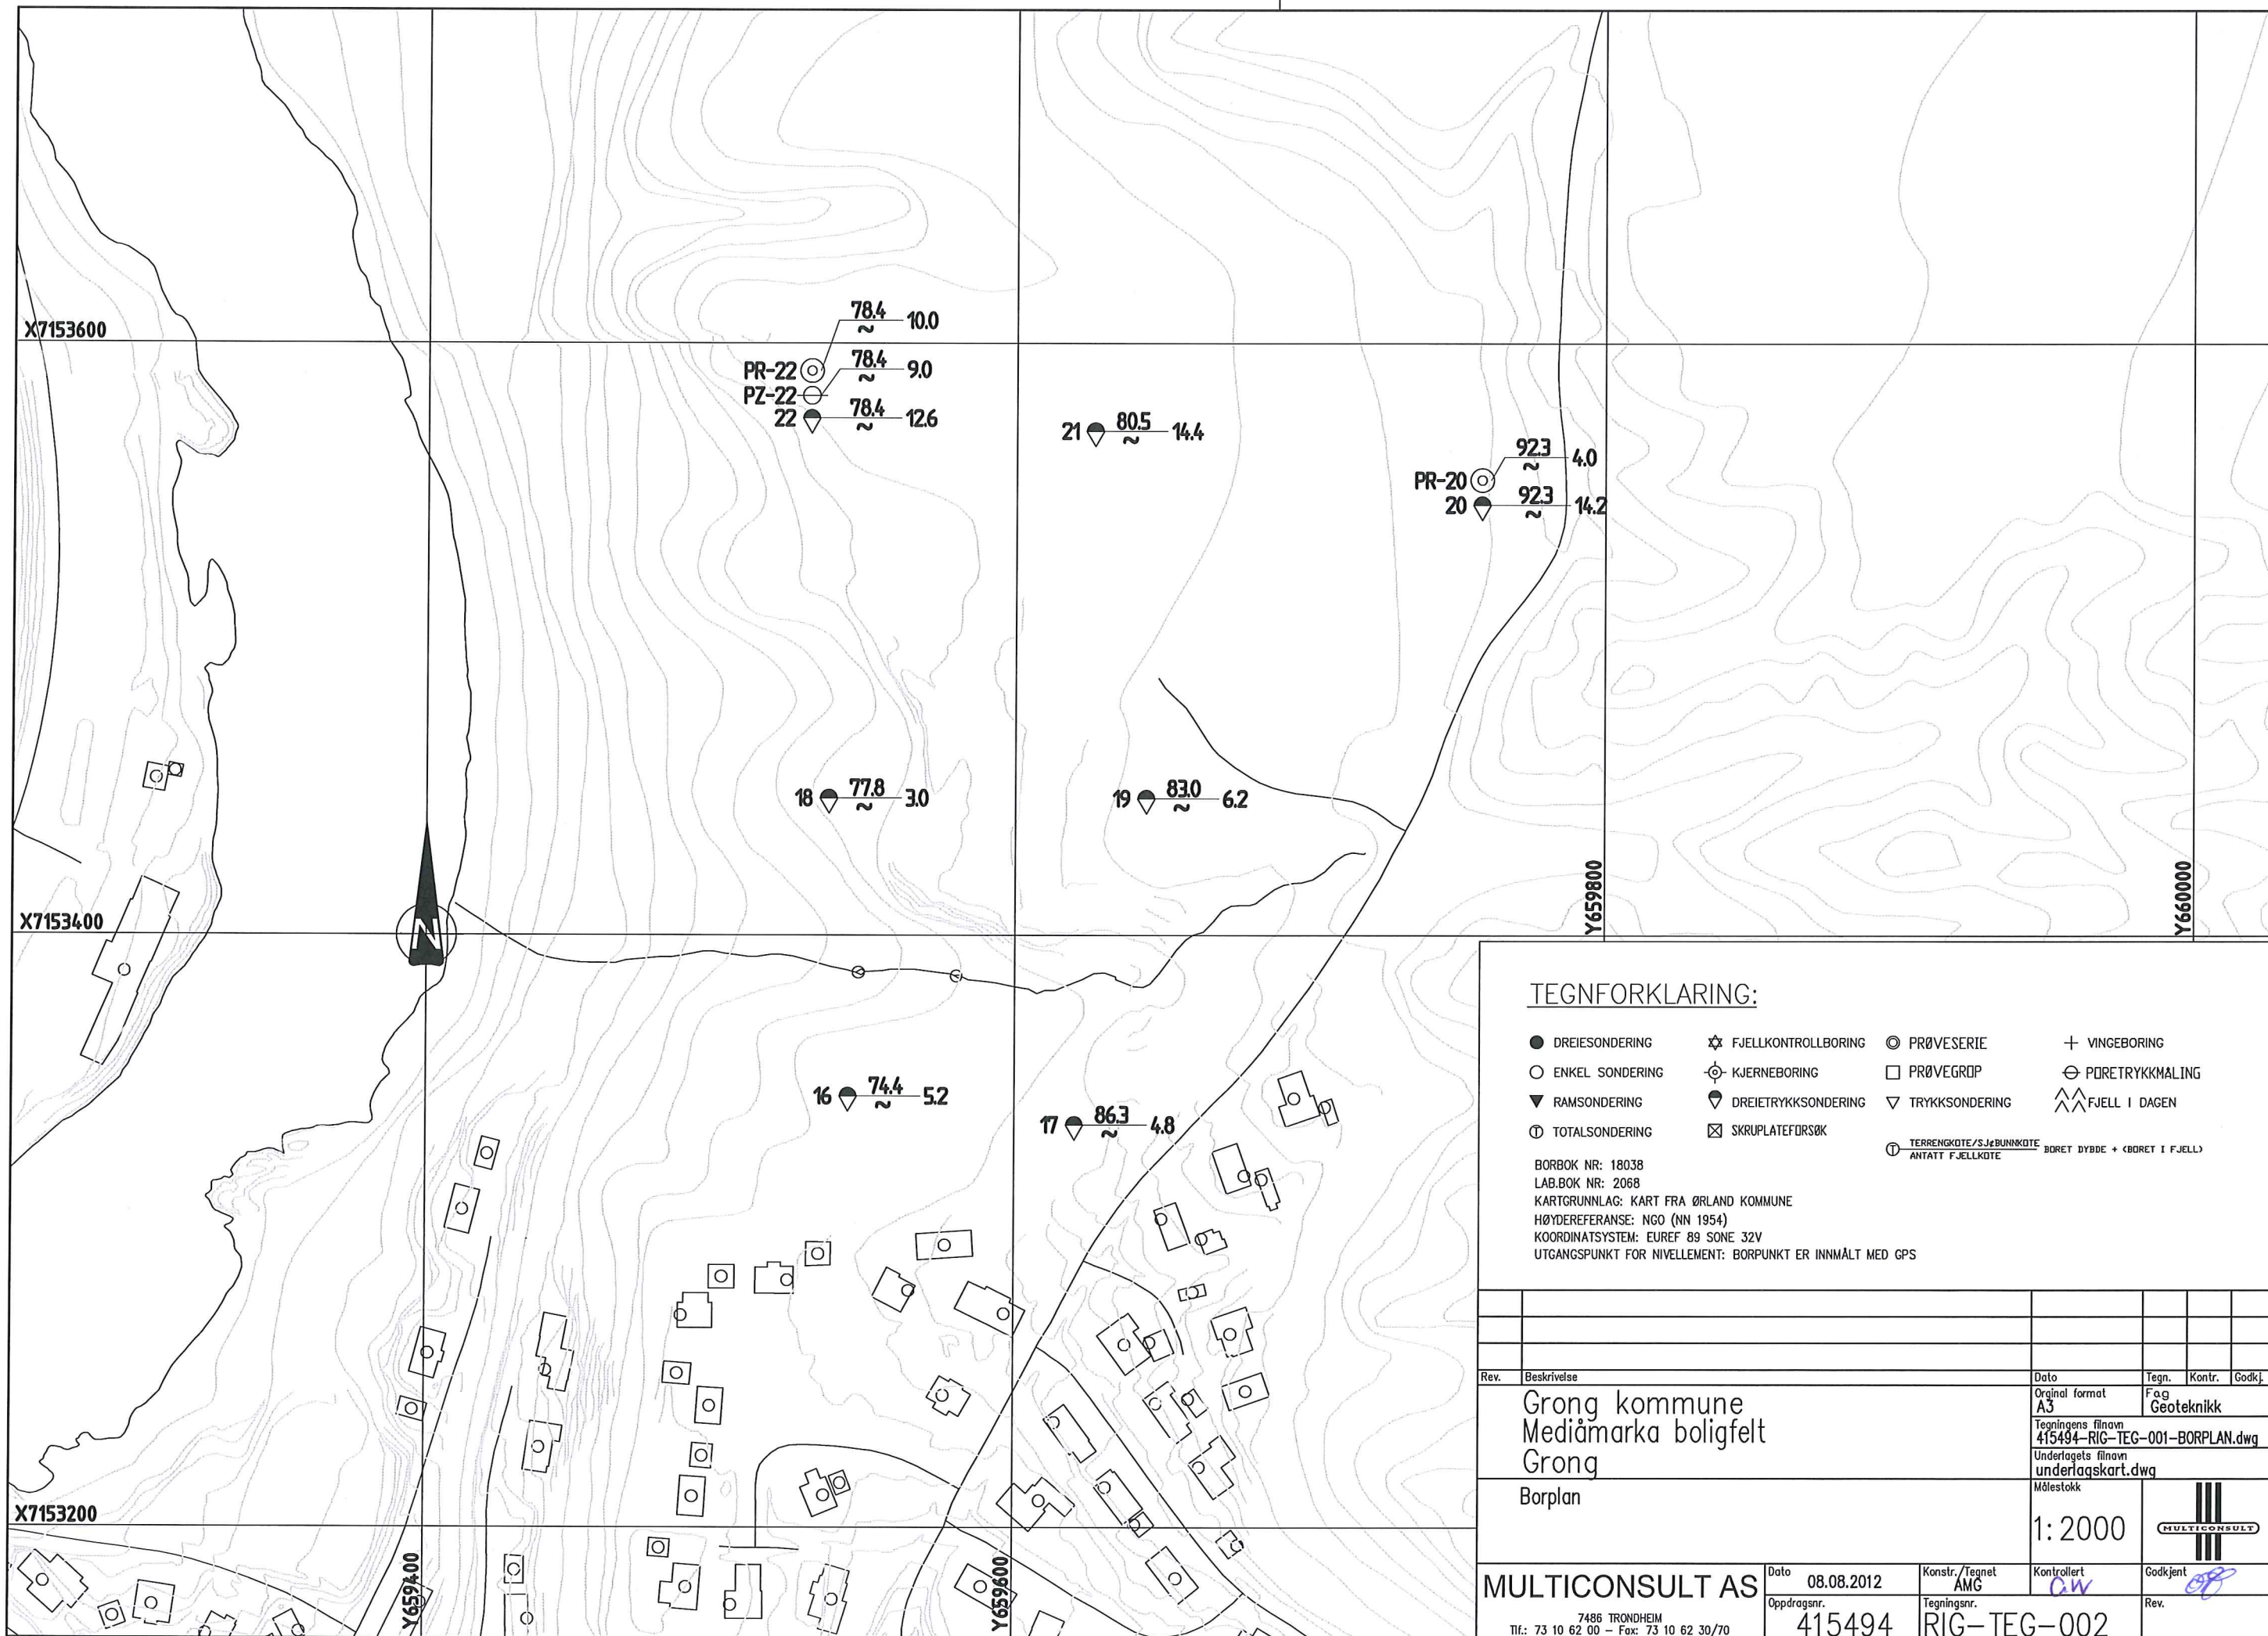 X7153600
78.4 10.0
~
PR-22 78.4 9.0
~
PZ-22
22 78.4 12.6
~
21 80.5 14.4
~
92.3 4.0
~
PR-20
20 92.3 14.2
~
18 77.8 3.0
~
19 83.0 6.2
~
Y659800
Y660000
X7153400
N
16 74.4 5.2
~
17 86.3 4.8
~
X7153200
Y659400
Y659600
TEGNFORKLARING:
DREIESONDERING FJELLKONTROLLBORING PRØVESERIE VINGEBORING
ENKEL SONDERING KJERNEBORING PRØVEGROP PORETRYKKMÅLING
RAMSONDERING DREIETRYKKSONDERING TRYKKSONDERING FJELL I DAGEN
TOTALSONDERING SKRUPLATEFORSØK
TERRENGKOTE/SJØBUNNKOTE BORET DYBDE + (BORET I FJELL)
ANTATT FJELLKOTE
BORBOK NR: 18038
LAB.BOK NR: 2068
KARTGRUNNLAG: KART FRA ØRLAND KOMMUNE
HØYDEREFERANSE: NGO (NN 1954)
KOORDINATSYSTEM: EUREF 89 SONE 32V
UTGANGSPUNKT FOR NIVELLEMENT: BORPUNKT ER INNMÅLT MED GPS
Rev. Beskrivelse Dato Tegn. Kontr. Godkj.
Grong kommune
Mediåmarka boligfelt
Grong
Orginal format
A3
Fag
Geoteknikk
Tegningens filnavn
415494-RIG-TEG-001-BORPLAN.dwg
Underlagets filnavn
underlagskart.dwg
Borplan
Målestokk
1:2000
MULTICONSULT
MULTICONSULT AS
7486 TRONDHEIM
Tlf.: 73 10 62 00 – Fax: 73 10 62 30/70
Dato
08.08.2012
Konstr./Tegnet
AMG
Kontrollert
Godkjent
Oppdragsnr.
415494
Tegningsnr.
RIG-TEG-002
Rev.